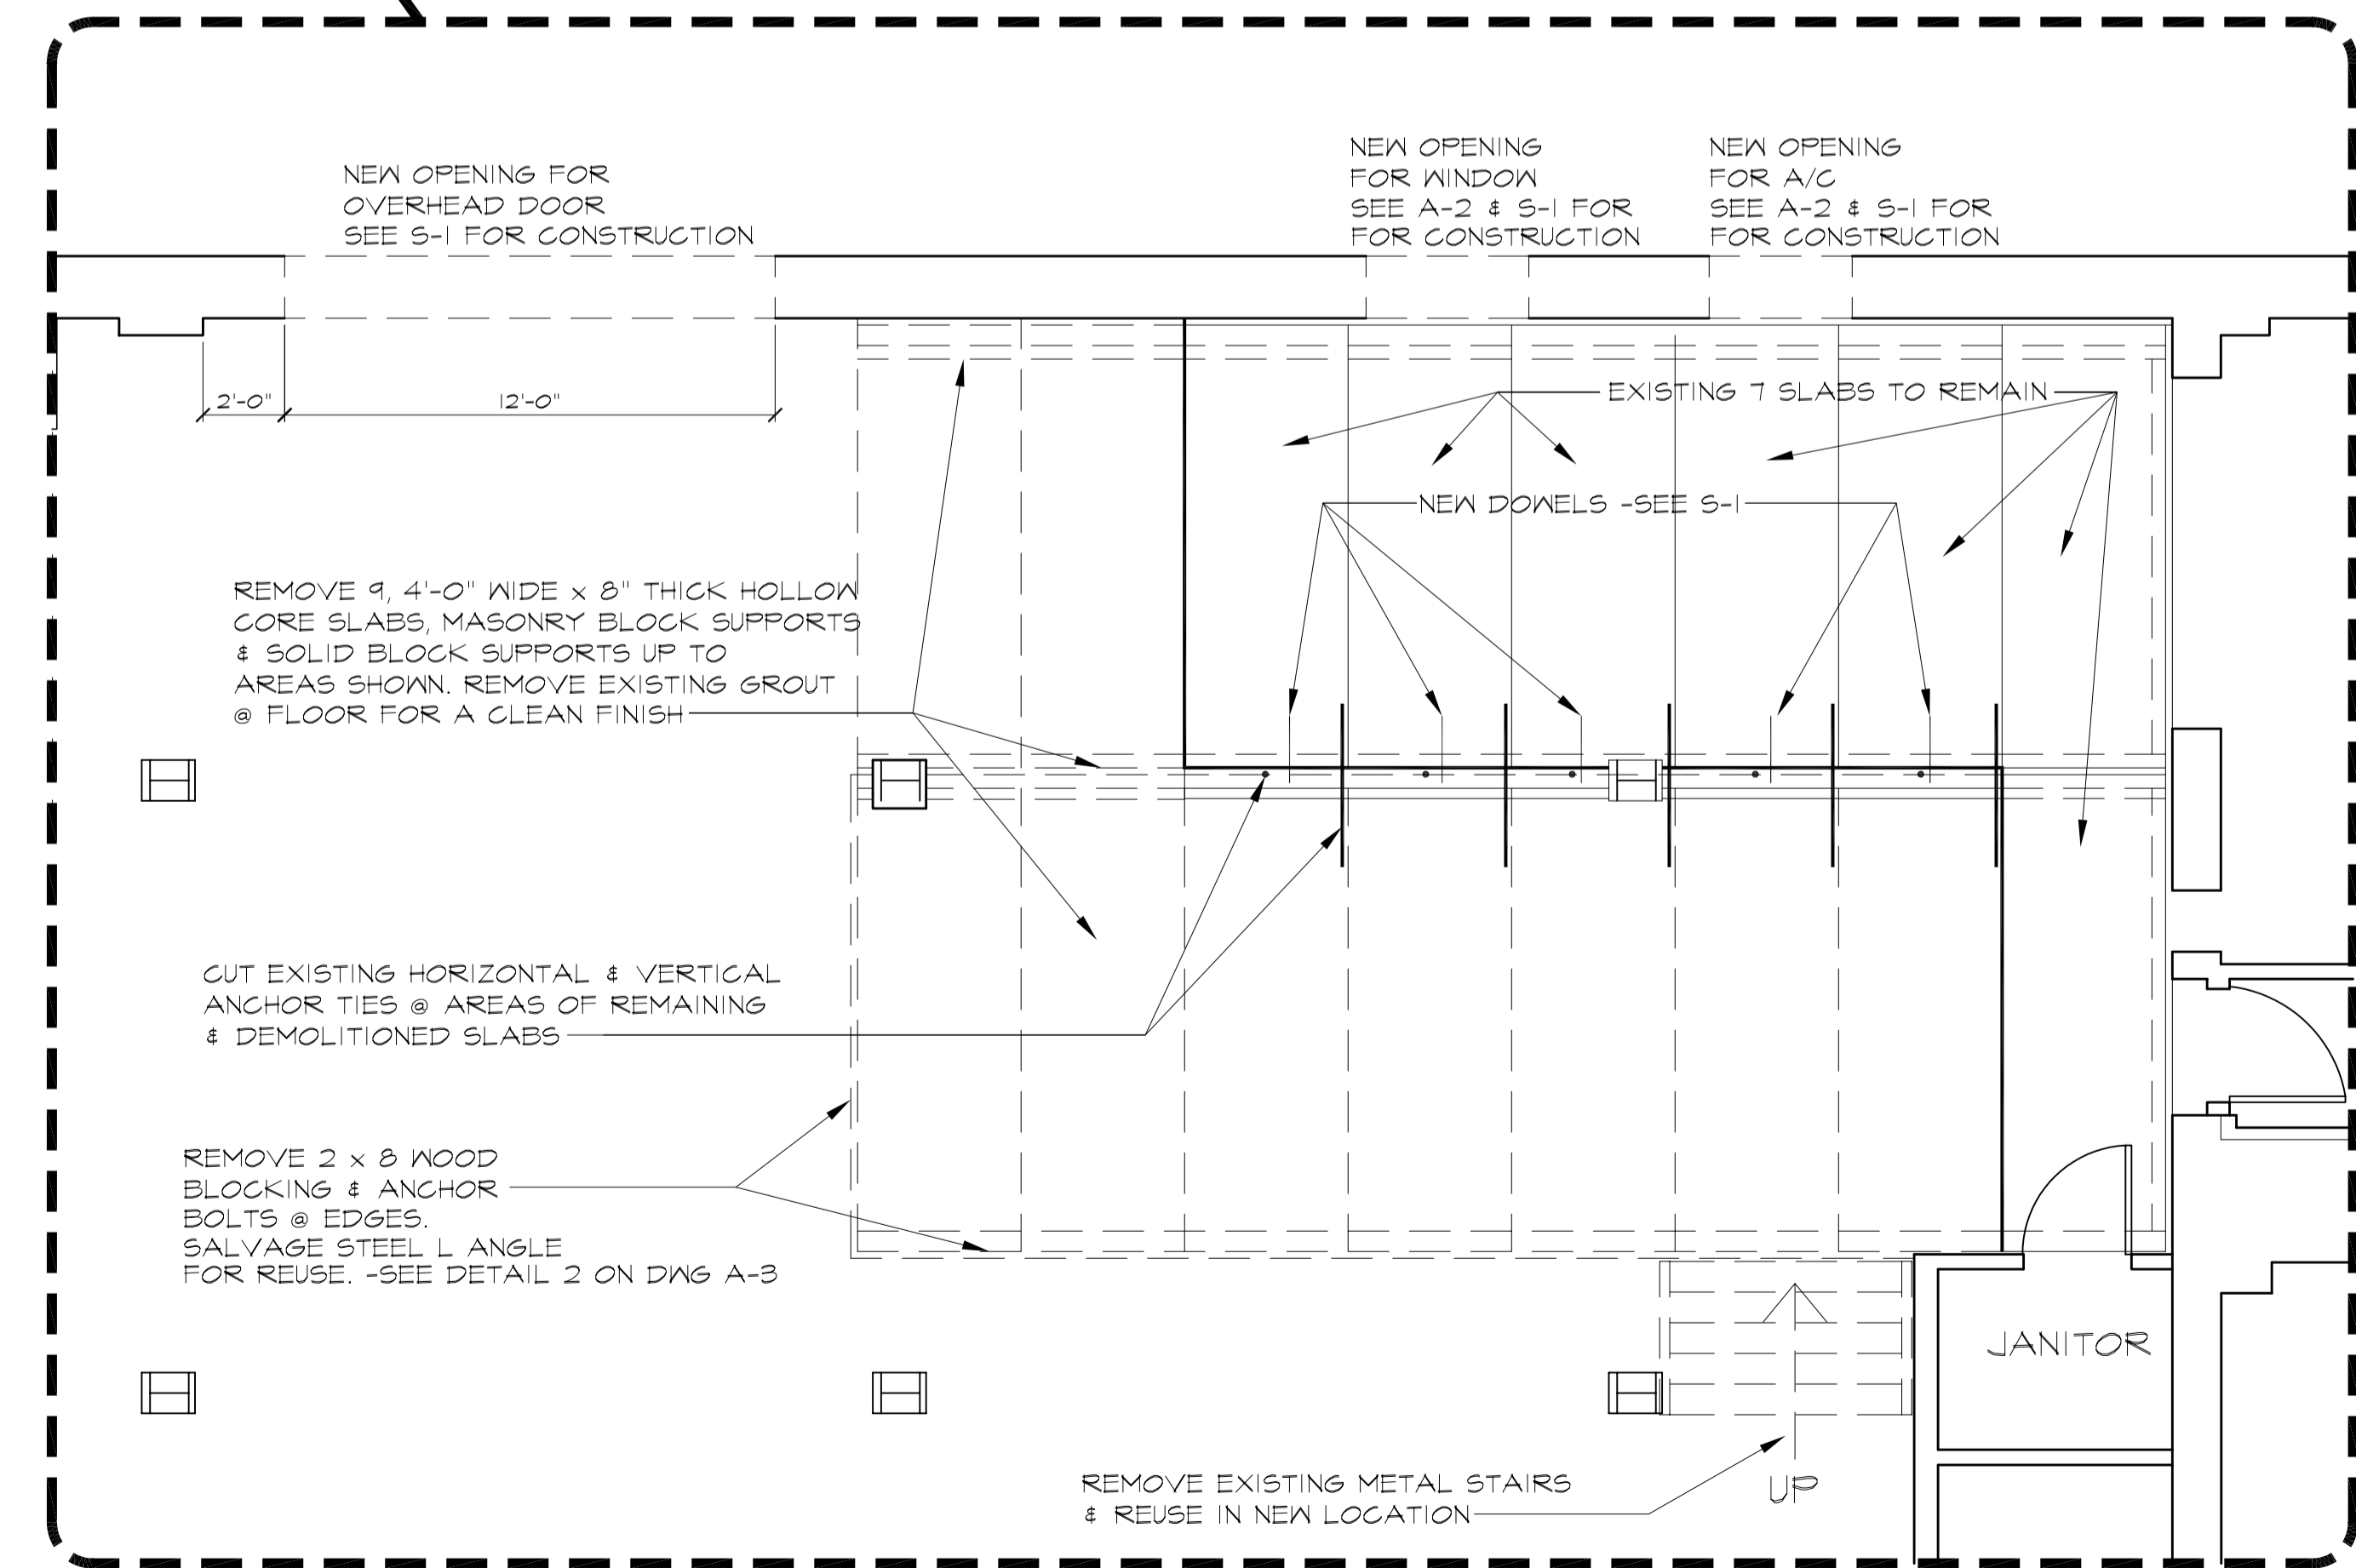 NEW OPENING FOR
OVERHEAD DOOR
SEE S-1 FOR CONSTRUCTION
NEW OPENING
FOR WINDOW
SEE A-2 & S-1 FOR
FOR CONSTRUCTION
NEW OPENING
FOR A/C
SEE A-2 & S-1 FOR
FOR CONSTRUCTION
2'-0"
12'-0"
EXISTING 7 SLABS TO REMAIN
NEW DOWELS -SEE S-1
REMOVE 9, 4'-0" WIDE x 8" THICK HOLLOW
CORE SLABS, MASONRY BLOCK SUPPORTS
& SOLID BLOCK SUPPORTS UP TO
AREAS SHOWN. REMOVE EXISTING GROUT
@ FLOOR FOR A CLEAN FINISH
CUT EXISTING HORIZONTAL & VERTICAL
ANCHOR TIES @ AREAS OF REMAINING
& DEMOLITIONED SLABS
REMOVE 2 x 8 WOOD
BLOCKING & ANCHOR
BOLTS @ EDGES.
SALVAGE STEEL L ANGLE
FOR REUSE. -SEE DETAIL 2 ON DWG A-3
JANITOR
REMOVE EXISTING METAL STAIRS
& REUSE IN NEW LOCATION
UP